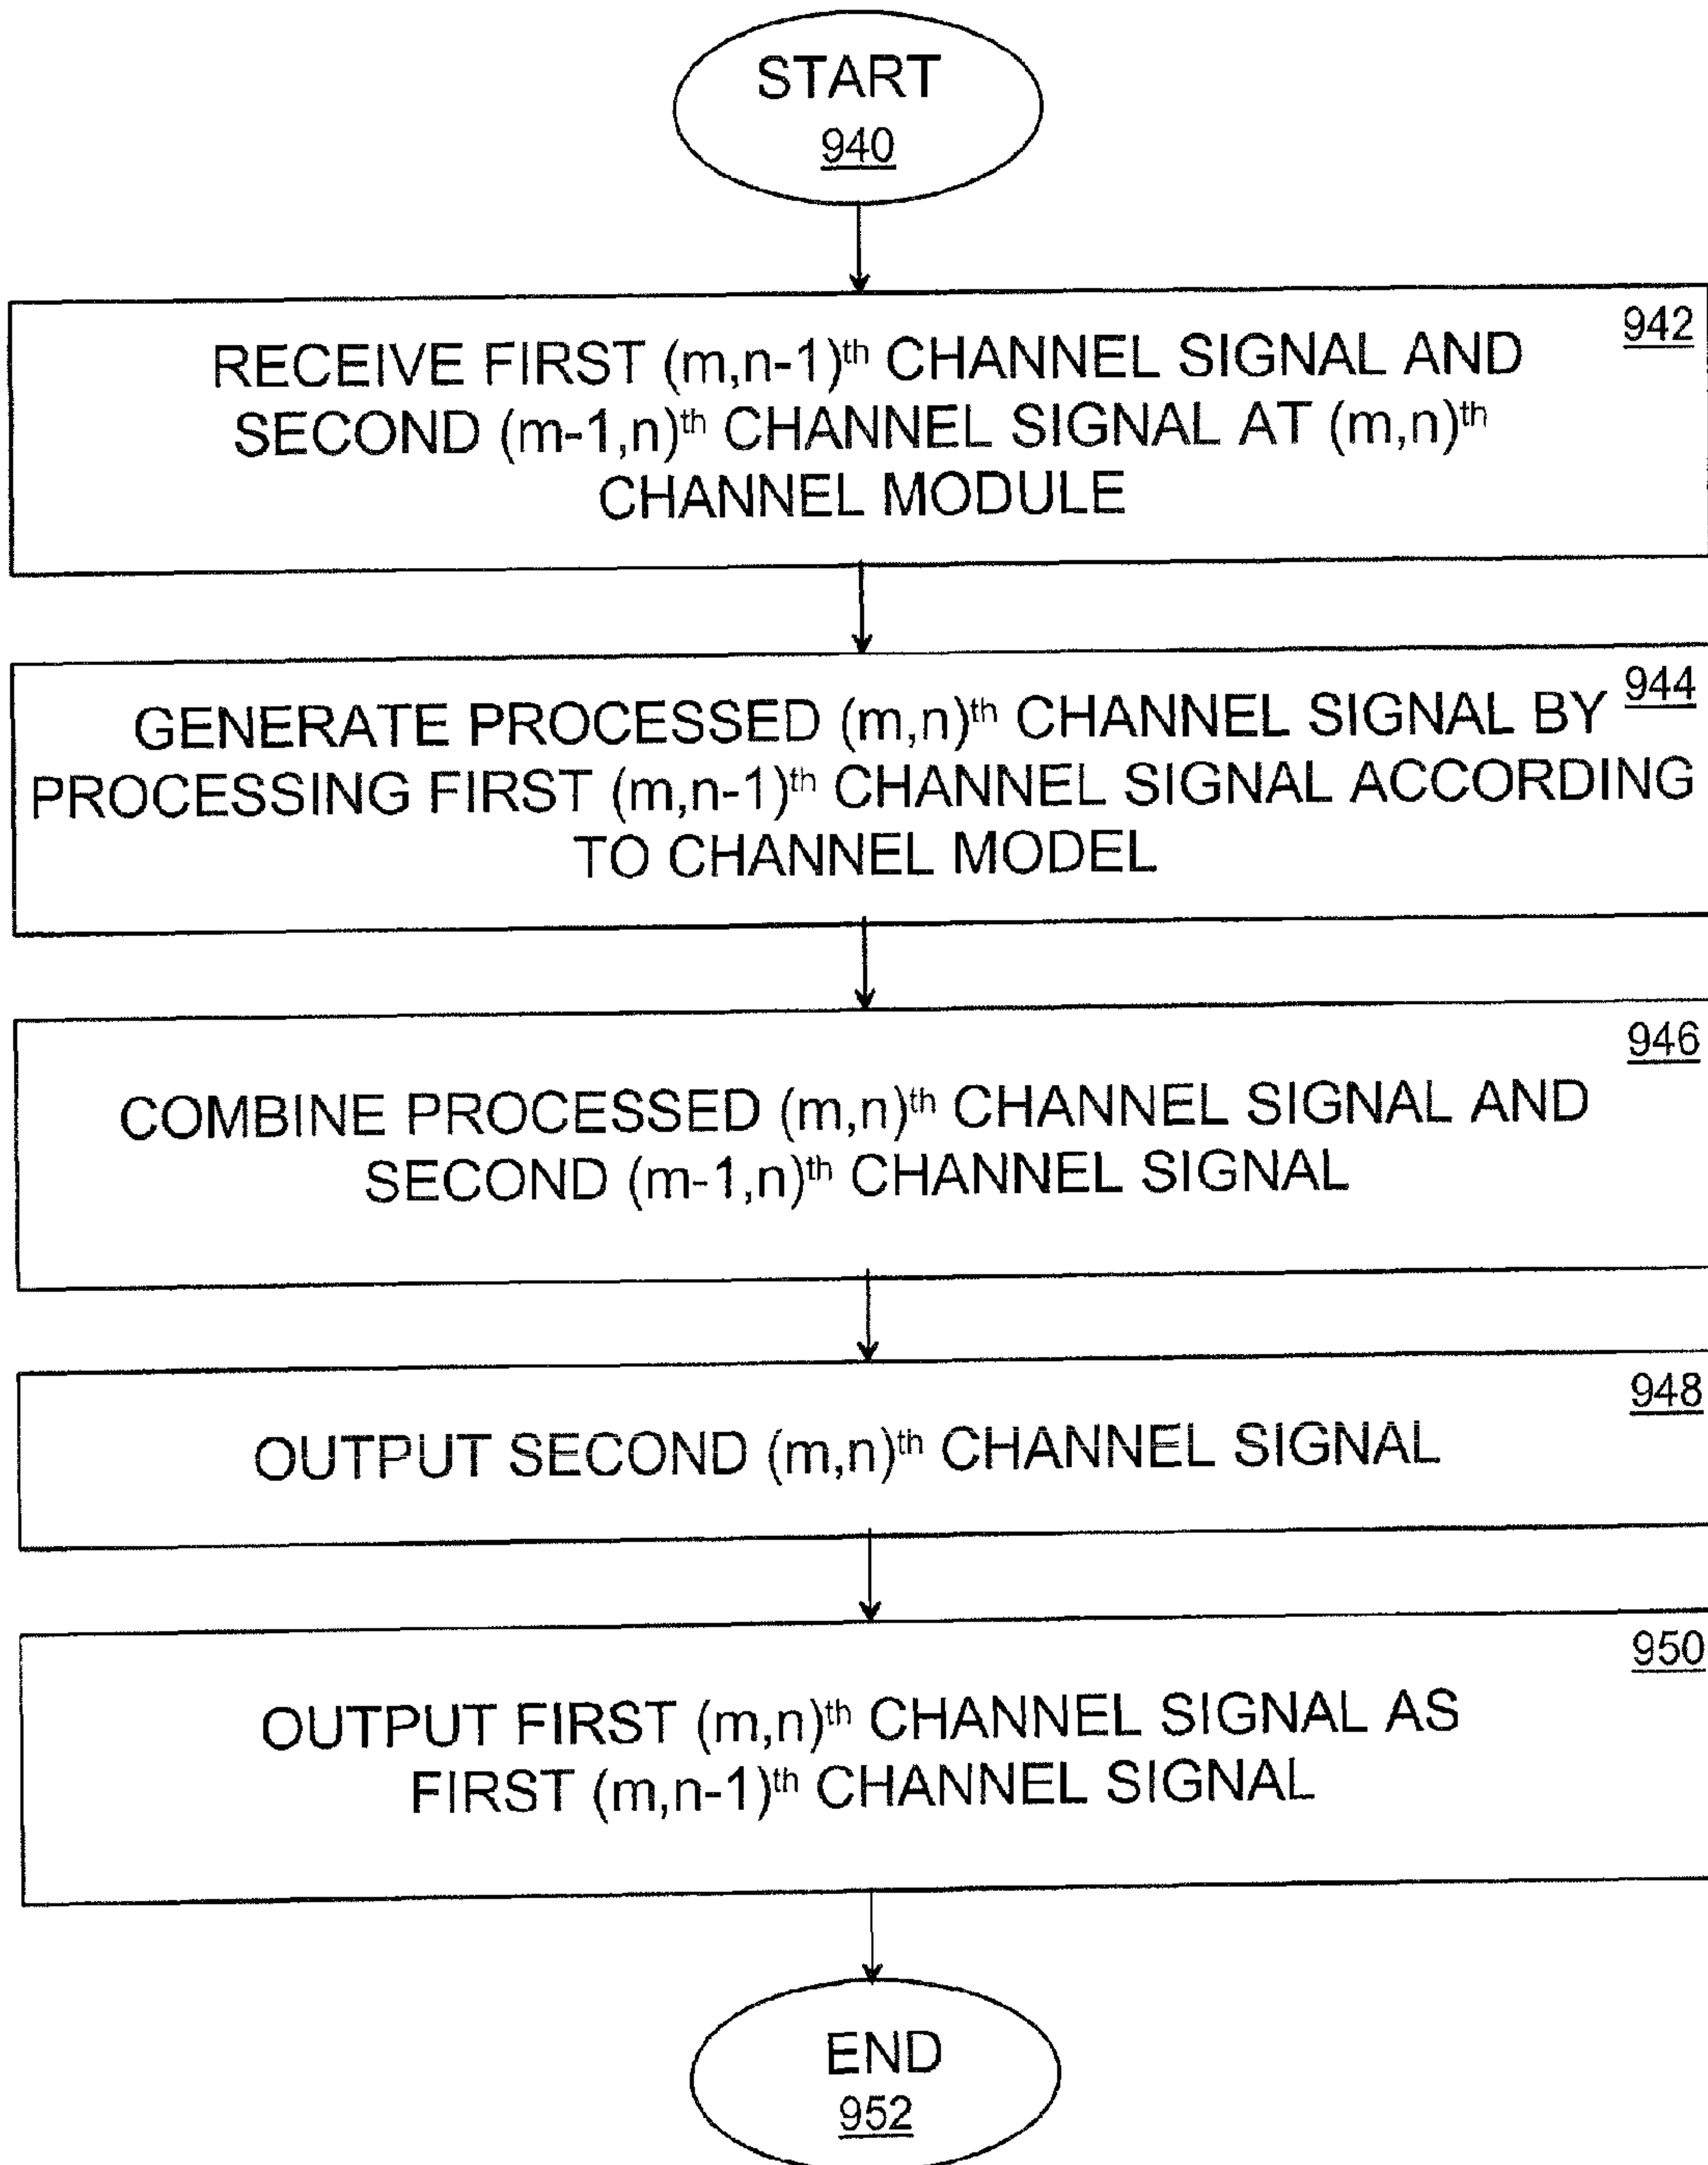 START
940
942
RECEIVE FIRST (m,n-1)th CHANNEL SIGNAL AND
SECOND (m-1,n)th CHANNEL SIGNAL AT (m,n)th
CHANNEL MODULE
944
GENERATE PROCESSED (m,n)th CHANNEL SIGNAL BY
PROCESSING FIRST (m,n-1)th CHANNEL SIGNAL ACCORDING
TO CHANNEL MODEL
946
COMBINE PROCESSED (m,n)th CHANNEL SIGNAL AND
SECOND (m-1,n)th CHANNEL SIGNAL
948
OUTPUT SECOND (m,n)th CHANNEL SIGNAL
950
OUTPUT FIRST (m,n)th CHANNEL SIGNAL AS
FIRST (m,n-1)th CHANNEL SIGNAL
END
952